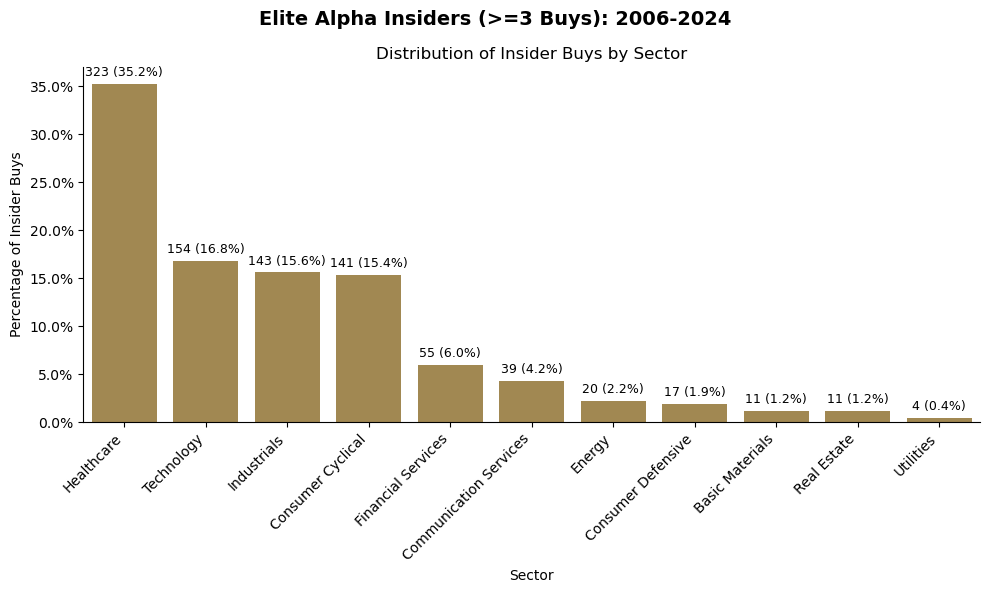 Elite Alpha Insiders (>=3 Buys): 2006-2024
Distribution of Insider Buys by Sector
Percentage of Insider Buys
35.0%
30.0%
25.0%
20.0%
15.0%
10.0%
5.0%
0.0%
323 (35.2%)
154 (16.8%)
143 (15.6%)
141 (15.4%)
55 (6.0%)
39 (4.2%)
20 (2.2%)
17 (1.9%)
11 (1.2%)
11 (1.2%)
4 (0.4%)
Healthcare
Technology
Industrials
Consumer Cyclical
Financial Services
Communication Services
Energy
Consumer Defensive
Basic Materials
Real Estate
Utilities
Sector